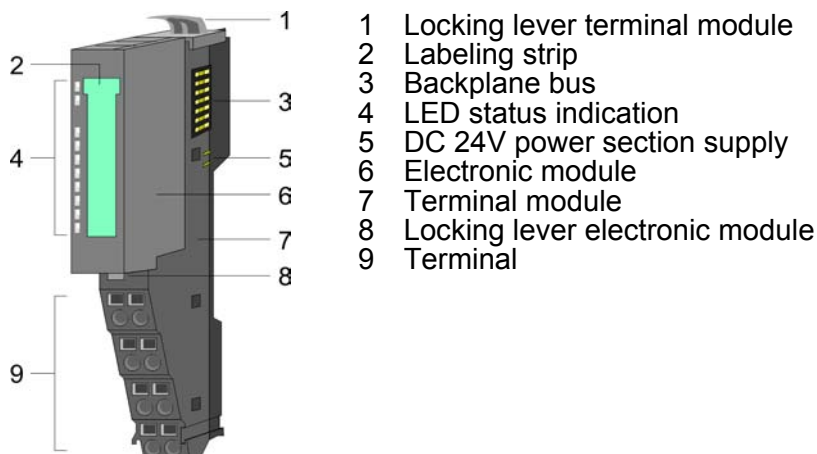 1
2
3
4
5
6
7
8
9
1 Locking lever terminal module
2 Labeling strip
3 Backplane bus
4 LED status indication
5 DC 24V power section supply
6 Electronic module
7 Terminal module
8 Locking lever electronic module
9 Terminal